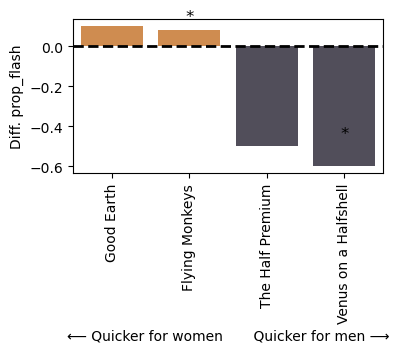 *
0.0
−0.2
−0.4
*
−0.6
Diff. prop_flash
Good Earth
Flying Monkeys
The Half Premium
Venus on a Halfshell
⟵ Quicker for women
Quicker for men ⟶